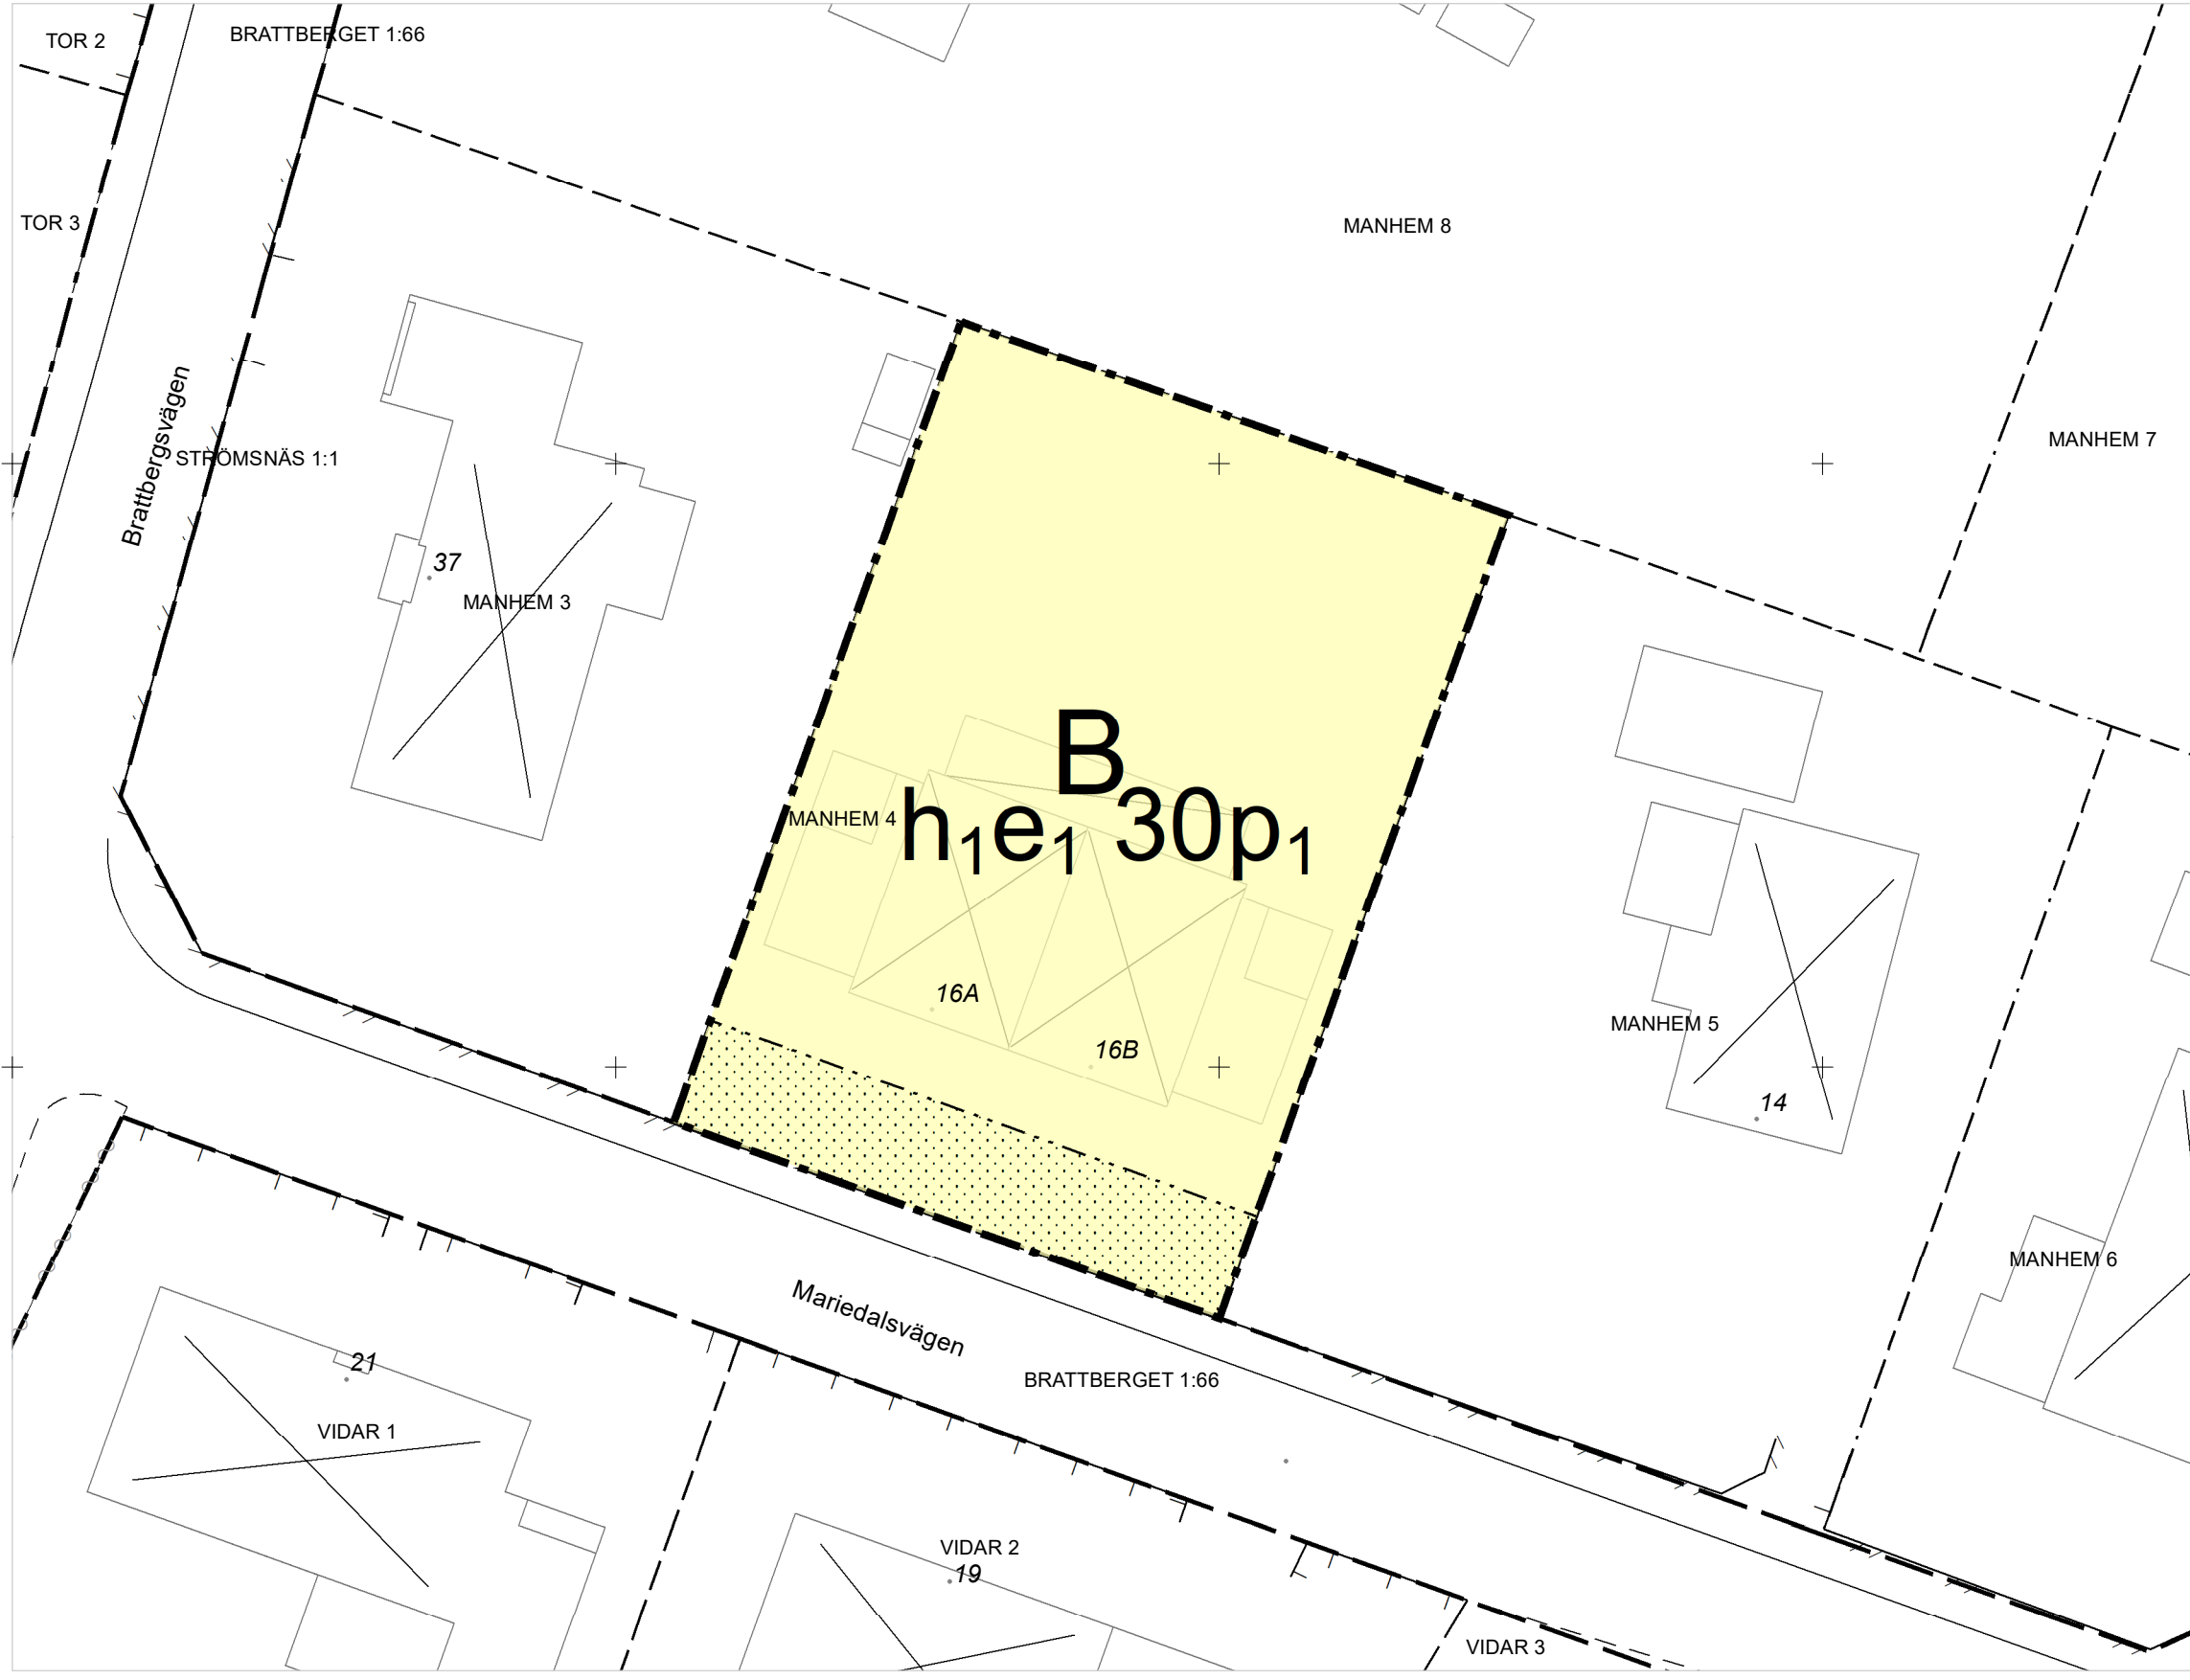 TOR 2
BRATTBERGET 1:66
TOR 3
MANHEM 8
Brattbergsvägen
STRÖMSNÄS 1:1
MANHEM 7
37
MANHEM 3
B
MANHEM 4
h₁e₁ 30p₁
16A
16B
MANHEM 5
14
MANHEM 6
Mariedalsvägen
21
BRATTBERGET 1:66
VIDAR 1
VIDAR 2
19
VIDAR 3